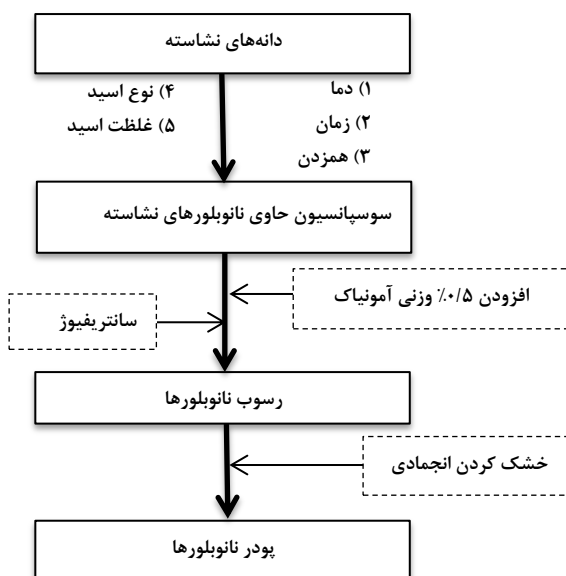 دانه‌های نشاسته
۱) دما
۲) زمان
۳) همزدن
۴) نوع اسید
۵) غلظت اسید
سوسپانسیون حاوی نانوبلورهای نشاسته
افزودن ۰/۵٪ وزنی آمونیاک
سانتریفیوژ
رسوب نانوبلورها
خشک کردن انجمادی
پودر نانوبلورها